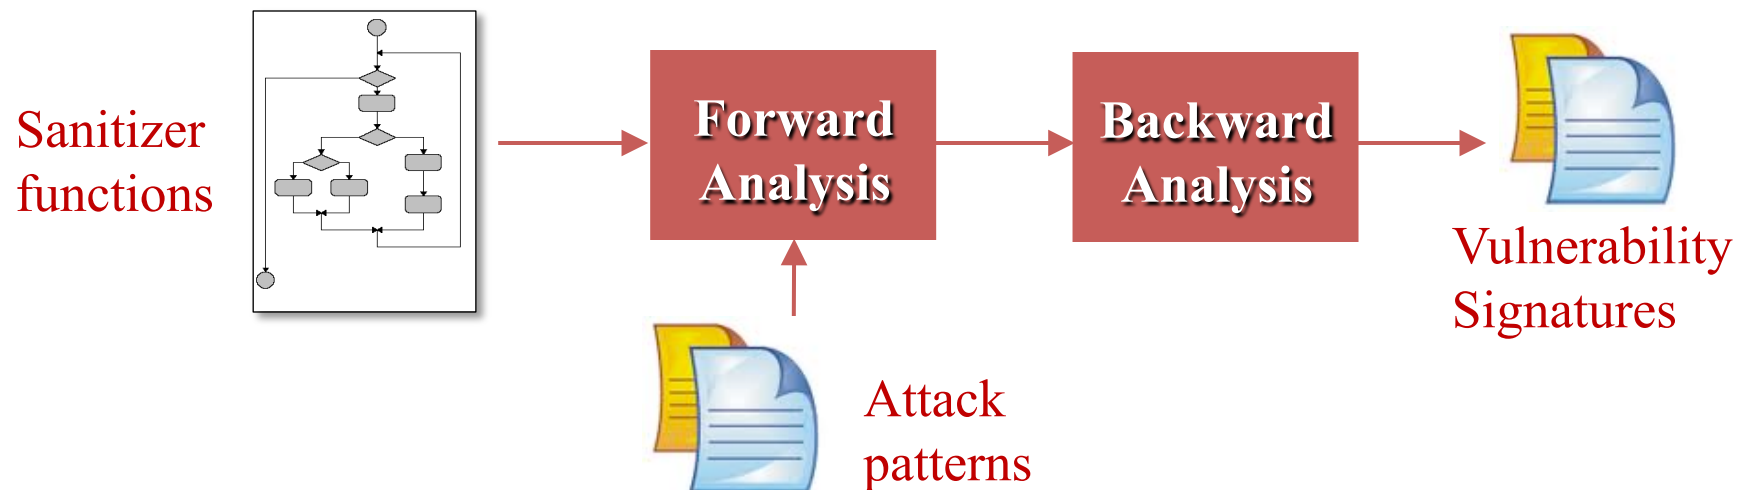 Sanitizer
functions
Forward
Analysis
Backward
Analysis
Vulnerability
Signatures
Attack
patterns